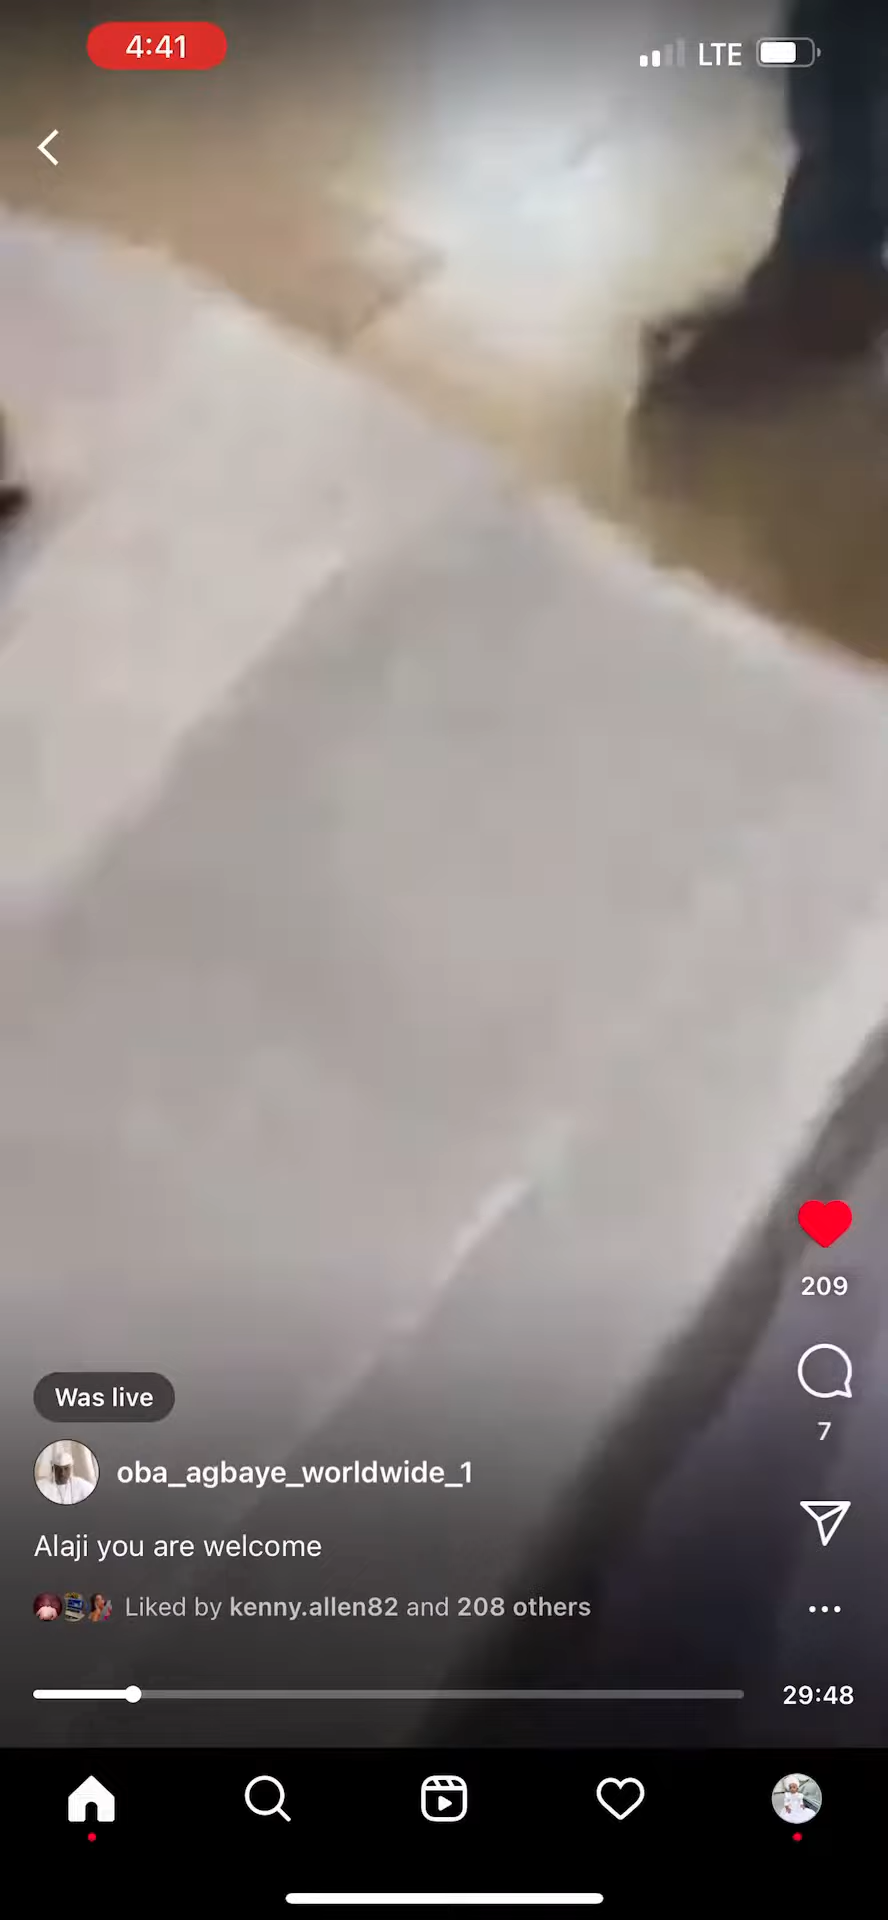 4:41
LTE
209
7
Was live
oba_agbaye_worldwide_1
Alaji you are welcome
Liked by kenny.allen82 and 208 others
29:48